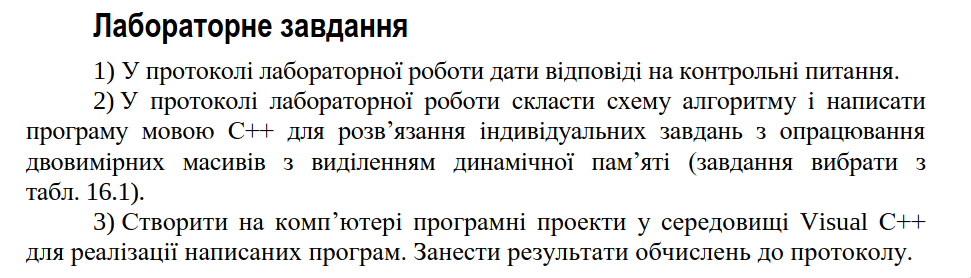 Лабораторне завдання
1) У протоколі лабораторної роботи дати відповіді на контрольні питання.
2) У протоколі лабораторної роботи скласти схему алгоритму і написати
програму мовою С++ для розв’язання індивідуальних завдань з опрацювання
двовимірних масивів з виділенням динамічної пам’яті (завдання вибрати з
табл. 16.1).
3) Створити на комп’ютері програмні проекти у середовищі Visual C++
для реалізації написаних програм. Занести результати обчислень до протоколу.